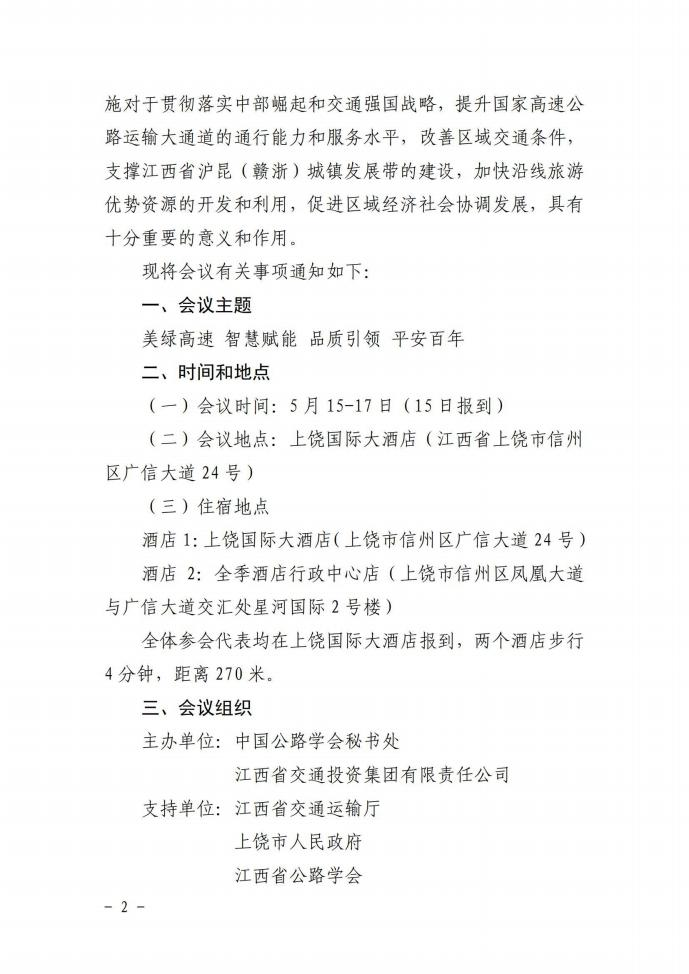 施对于贯彻落实中部崛起和交通强国战略，提升国家高速公
路运输大通道的通行能力和服务水平，改善区域交通条件，
支撑江西省沪昆（赣浙）城镇发展带的建设，加快沿线旅游
优势资源的开发和利用，促进区域经济社会协调发展，具有
十分重要的意义和作用。
现将会议有关事项通知如下：
一、会议主题
美绿高速 智慧赋能 品质引领 平安百年
二、时间和地点
（一）会议时间：5 月 15-17 日（15 日报到）
（二）会议地点：上饶国际大酒店（江西省上饶市信州
区广信大道 24 号）
（三）住宿地点
酒店 1：上饶国际大酒店（上饶市信州区广信大道 24 号）
酒店 2：全季酒店行政中心店（上饶市信州区凤凰大道
与广信大道交汇处星河国际 2 号楼）
全体参会代表均在上饶国际大酒店报到，两个酒店步行
4 分钟，距离 270 米。
三、会议组织
主办单位：中国公路学会秘书处
江西省交通投资集团有限责任公司
支持单位：江西省交通运输厅
上饶市人民政府
江西省公路学会
- 2 -